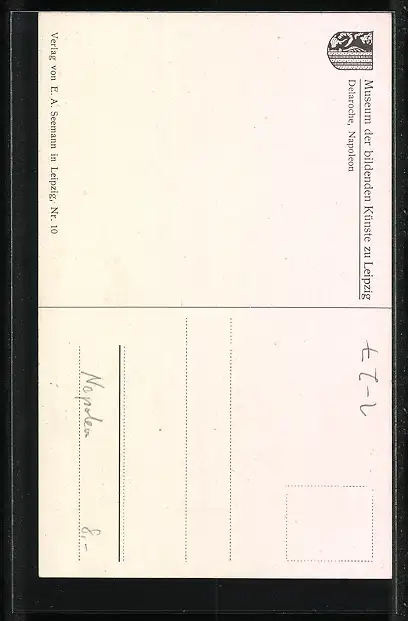 Museum der bildenden Künste zu Leipzig
Delaroche, Napoleon
Verlag von E. A. Seemann in Leipzig, Nr. 10
Napoleon 8,-